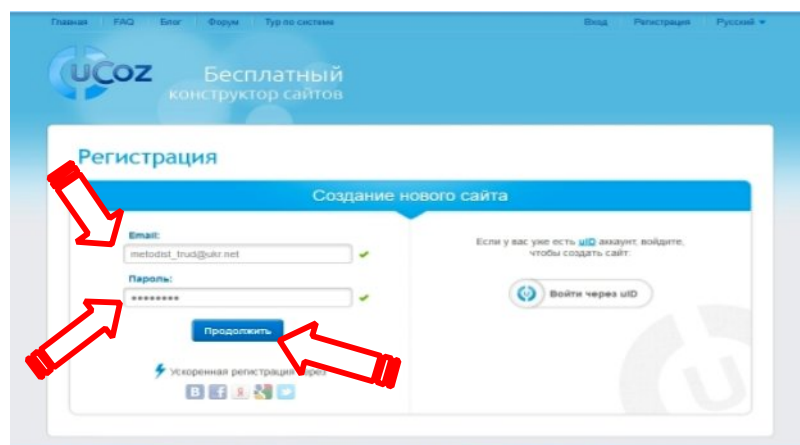 Главная FAQ Блог Форум Тур по системе Вход Регистрация Русский
uCoz
Бесплатный
конструктор сайтов
Регистрация
Создание нового сайта
Email:
metodist_trud@ukr.net
Пароль:
********
Продолжить
Ускоренная регистрация через
Если у вас уже есть uID аккаунт, войдите,
чтобы создать сайт.
Войти через uID